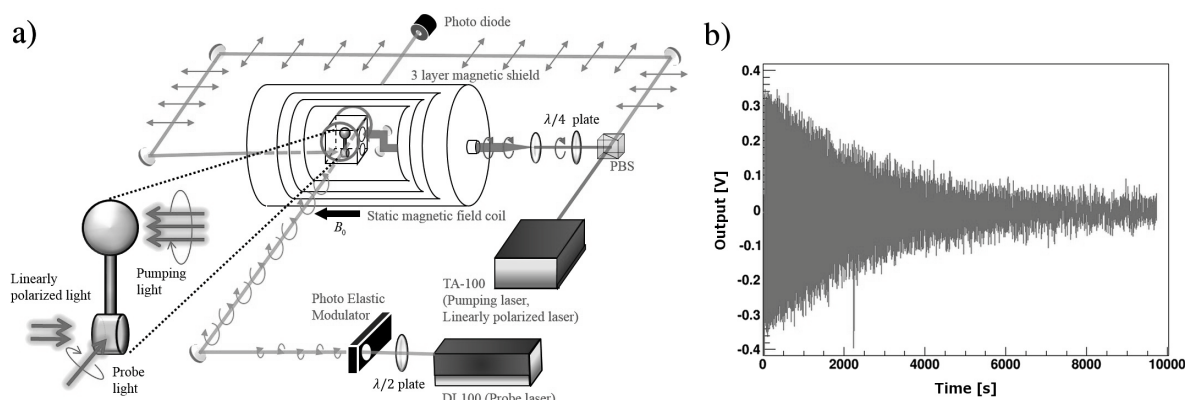 a)
Photo diode
3 layer magnetic shield
λ/4 plate
PBS
Static magnetic field coil
B₀
Linearly
polarized light
Pumping
light
Probe
light
TA-100
(Pumping laser,
Linearly polarized laser)
Photo Elastic
Modulator
λ/2 plate
DL100 (Probe laser)
b)
Output [V]
0.4
0.3
0.2
0.1
0
-0.1
-0.2
-0.3
-0.4
0 2000 4000 6000 8000 10000
Time [s]